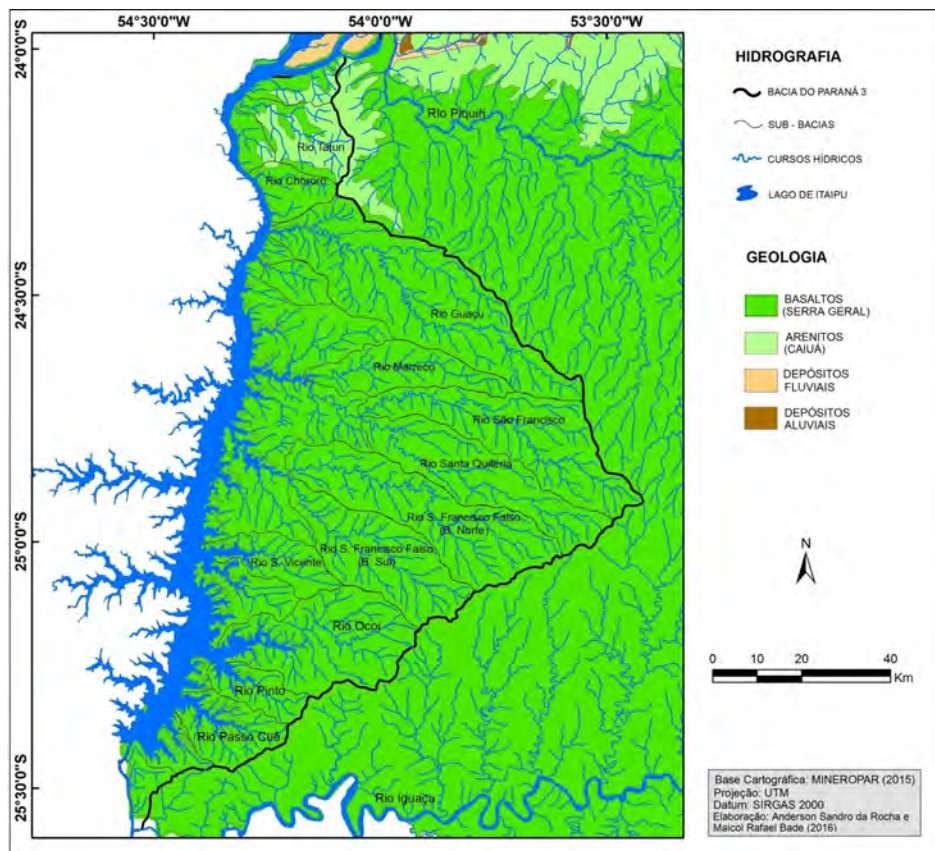 54°30'0"S
54°00'0"S
53°30'0"S
24°0'0"S
24°30'0"S
25°0'0"S
25°30'0"S
Rio Piquiri
Rio Taturi
Rio Chororo
Rio Guaçu
Rio Marreco
Rio São Francisco
Rio Santa Quitéria
Rio S. Francisco Falso
(B. Norfe)
Rio S. Francisco Falso
(B. Sul)
Rio S. Vicente
Rio Ocoí
Rio Pinto
Rio Passo Cuê
Rio Iguaçu
HIDROGRAFIA
BACIA DO PARANÁ 3
SUB - BACIAS
CURSOS HÍDRICOS
LAGO DE ITAIPU
GEOLOGIA
BASALTOS
(SERRA GERAL)
ARENITOS
(CAIUÁ)
DEPÓSITOS
FLUVIAIS
DEPÓSITOS
ALUVIAIS
N
0 10 20 40
Km
Base Cartográfica: MINEROPAR (2015)
Projeção: UTM
Datum: SIRGAS 2000
Elaboração: Anderson Sandro da Rocha e
Maicol Rafael Bade (2016)